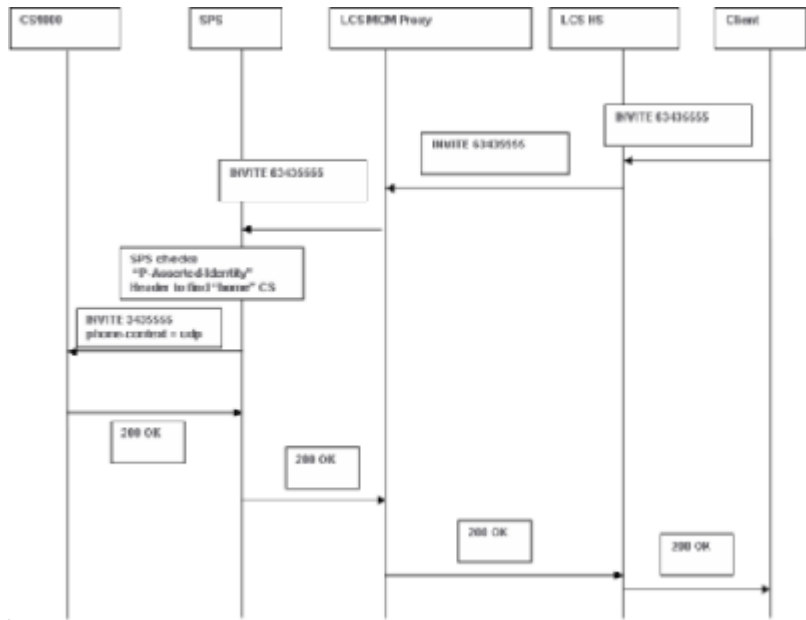 CS1000
SPS
LCS MCM Proxy
LCS HS
Client
INVITE 63435555
INVITE 63435555
INVITE 63435555
SPS checks
"P-Asserted-Identity"
Header to find "home" CS
INVITE 3435555
phone-context = udp
200 OK
200 OK
200 OK
200 OK